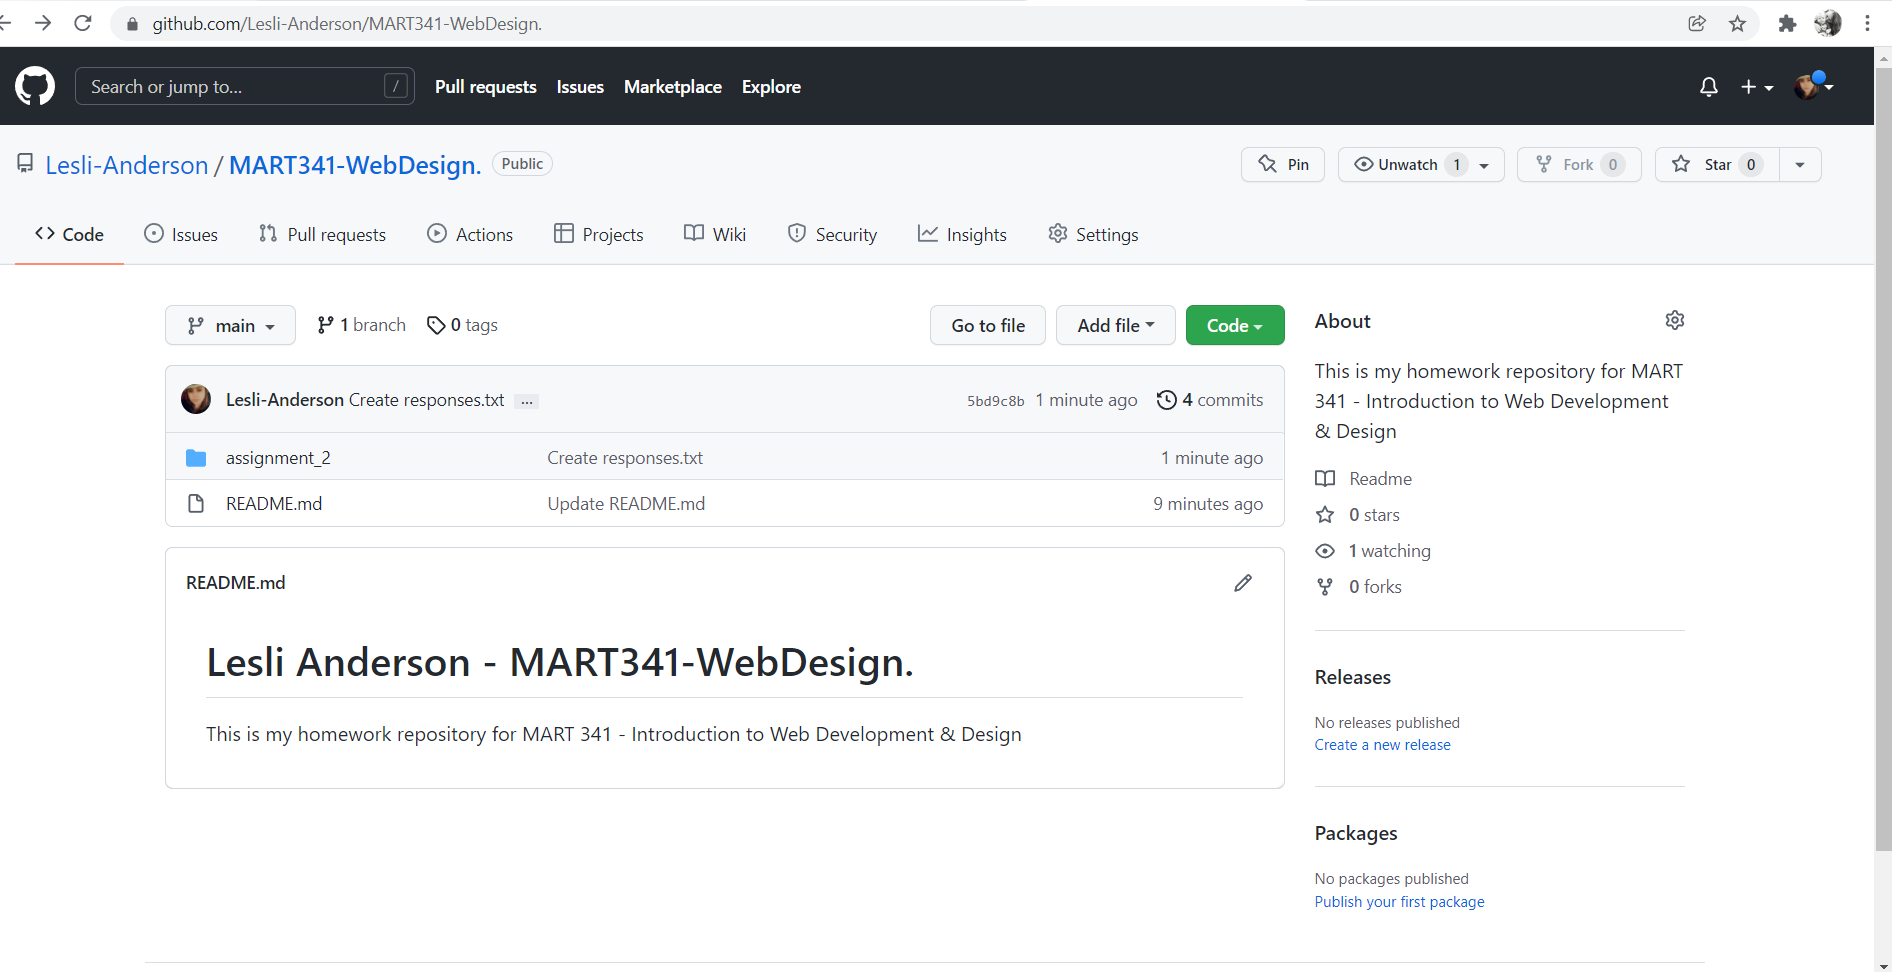 github.com/Lesli-Anderson/MART341-WebDesign.
Search or jump to... /
Pull requests Issues Marketplace Explore
Lesli-Anderson / MART341-WebDesign. Public
Pin Unwatch 1 Fork 0 Star 0
Code Issues Pull requests Actions Projects Wiki Security Insights Settings
main 1 branch 0 tags Go to file Add file Code
Lesli-Anderson Create responses.txt ... 5bd9c8b 1 minute ago 4 commits
assignment_2 Create responses.txt 1 minute ago
README.md Update README.md 9 minutes ago
README.md
Lesli Anderson - MART341-WebDesign.
This is my homework repository for MART 341 - Introduction to Web Development & Design
About
This is my homework repository for MART
341 - Introduction to Web Development
& Design
Readme
0 stars
1 watching
0 forks
Releases
No releases published
Create a new release
Packages
No packages published
Publish your first package